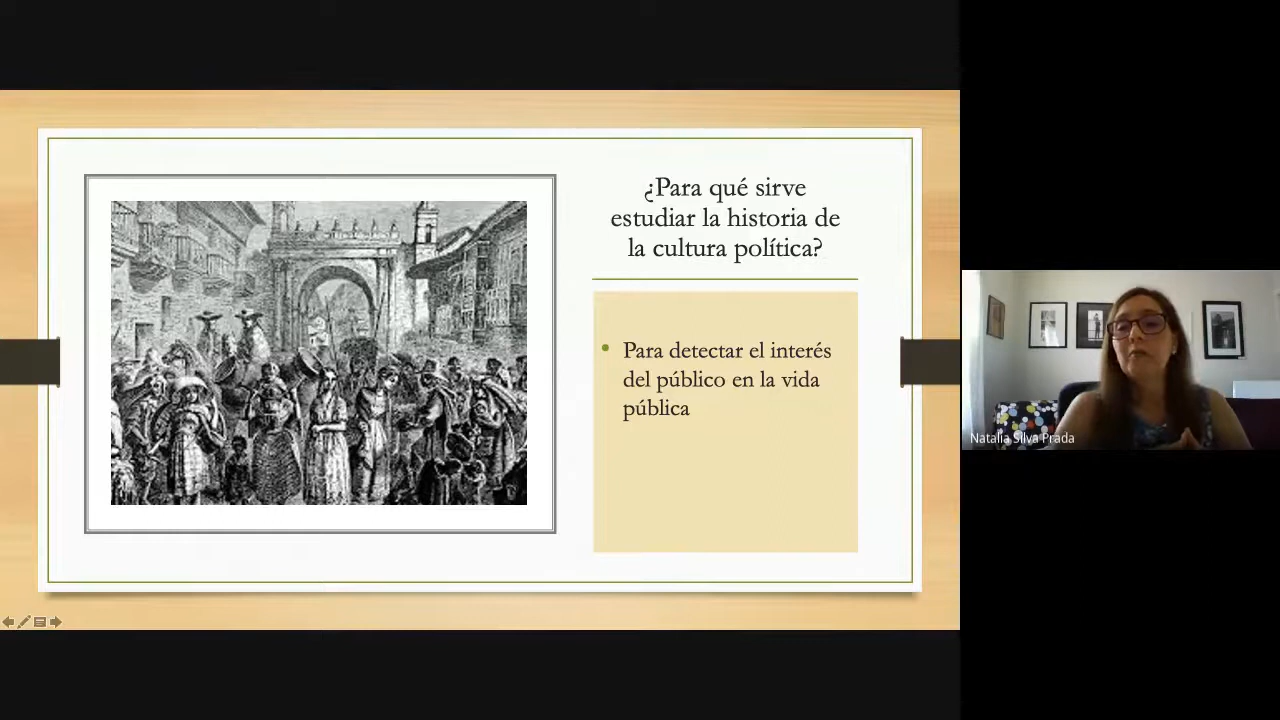 ¿Para qué sirve
estudiar la historia de
la cultura política?
• Para detectar el interés
del público en la vida
pública
Natalia Silva Prada